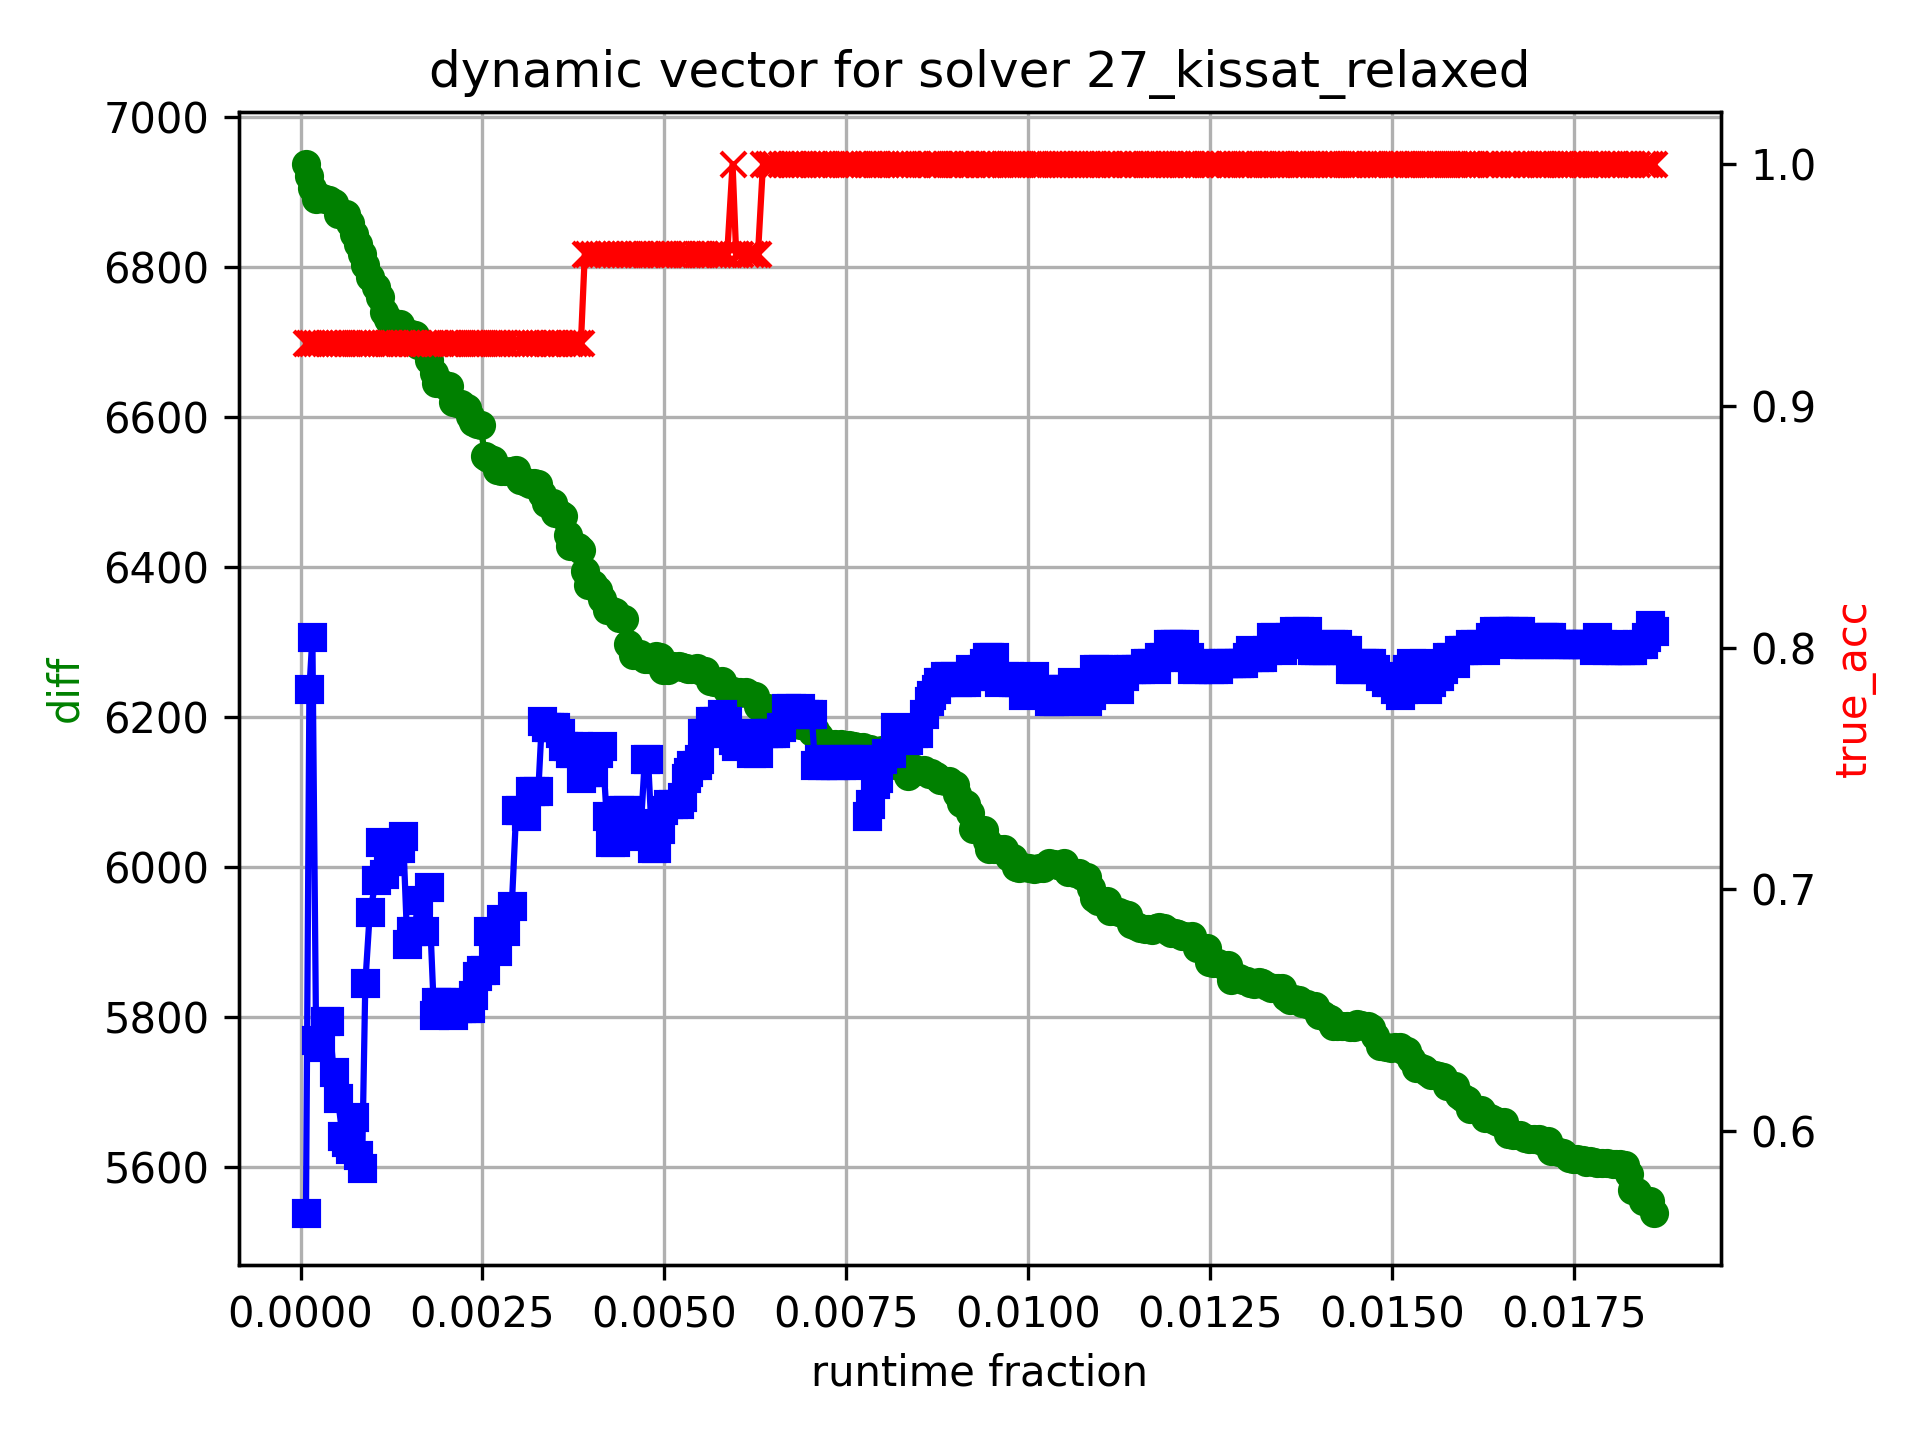 dynamic vector for solver 27_kissat_relaxed
7000
6800
6600
6400
6200
6000
5800
5600
diff
1.0
0.9
0.8
0.7
0.6
true_acc
0.0000 0.0025 0.0050 0.0075 0.0100 0.0125 0.0150 0.0175
runtime fraction